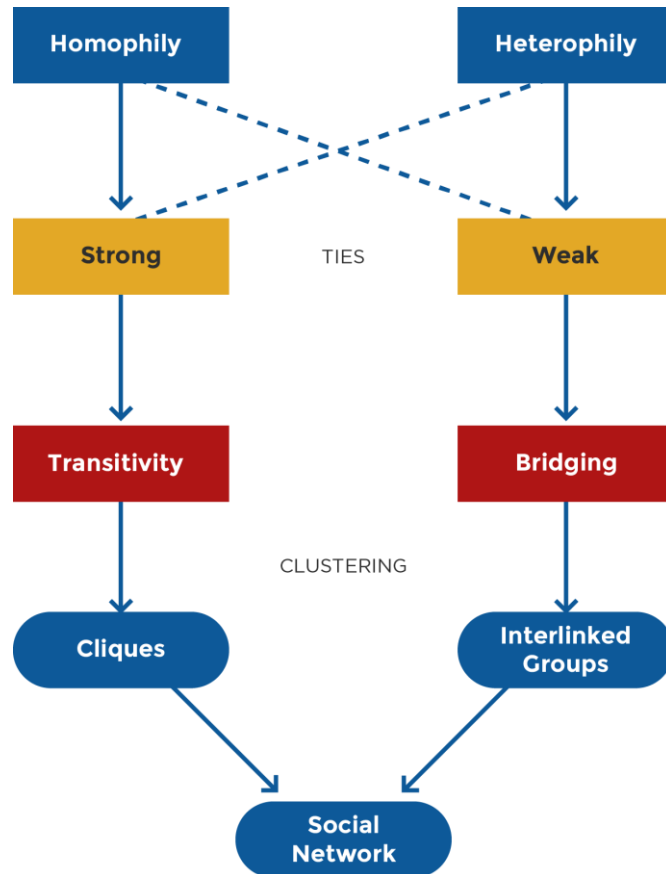 Homophily
Heterophily
Strong
TIES
Weak
Transitivity
Bridging
CLUSTERING
Cliques
Interlinked
Groups
Social
Network